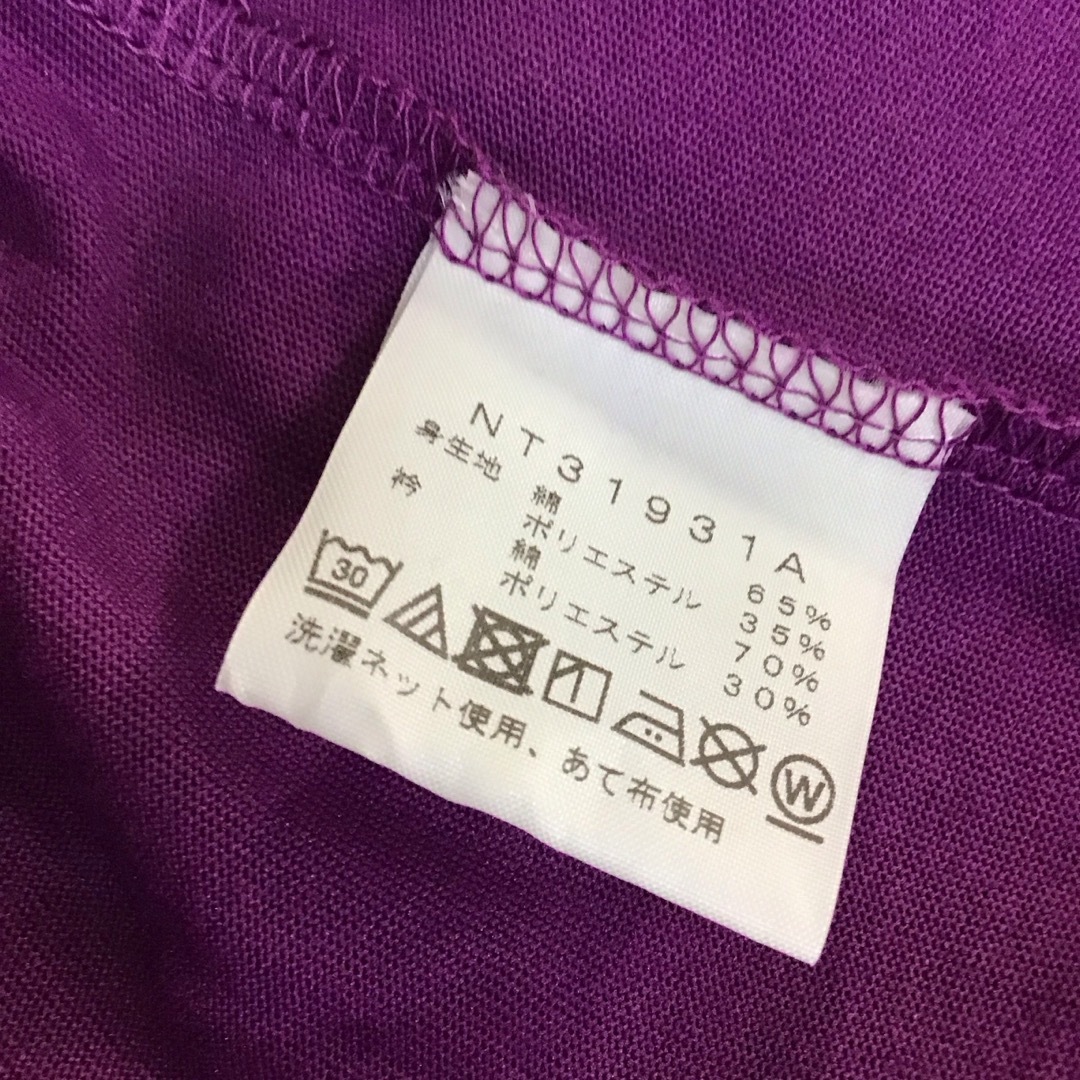 NT31931A
身生地 綿 65%
ポリエステル 35%
衿 綿 70%
ポリエステル 30%
30
W
洗濯ネット使用、あて布使用